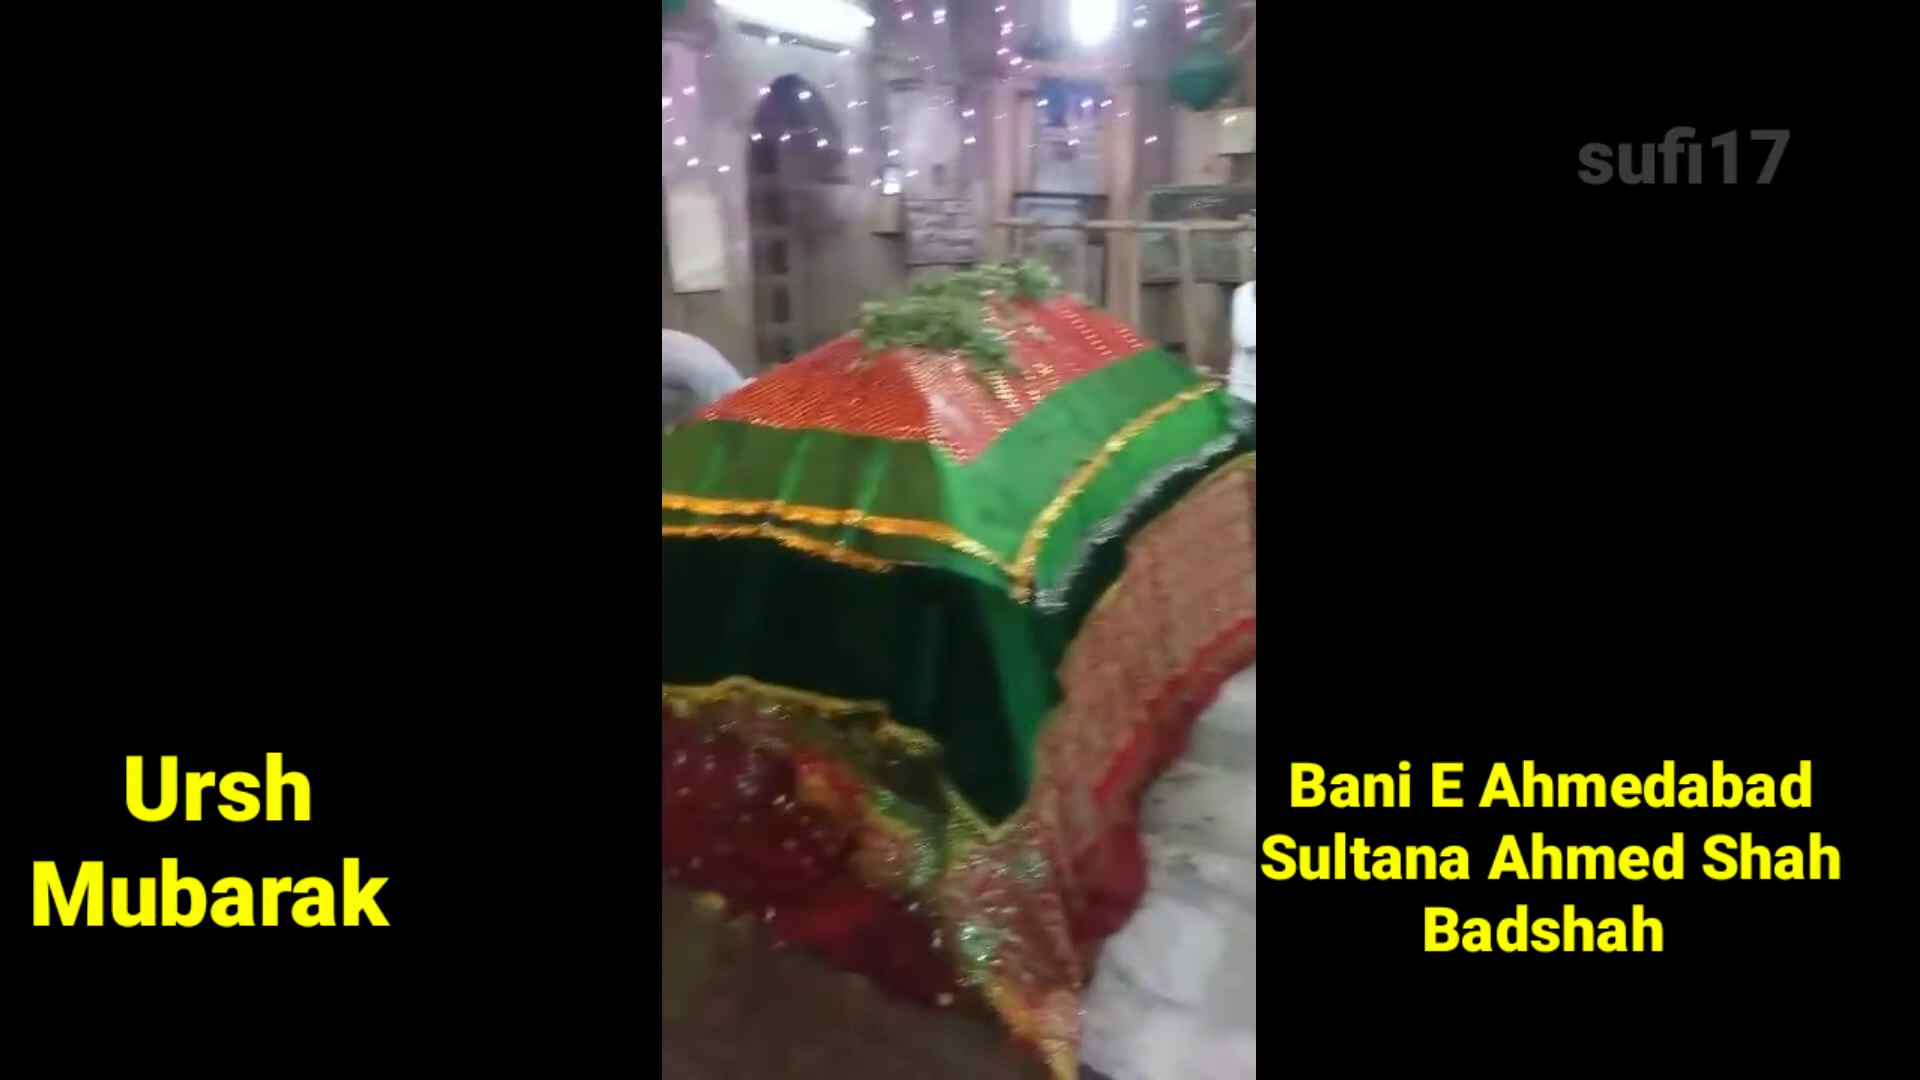 sufi17
Ursh
Mubarak
Bani E Ahmedabad
Sultana Ahmed Shah
Badshah